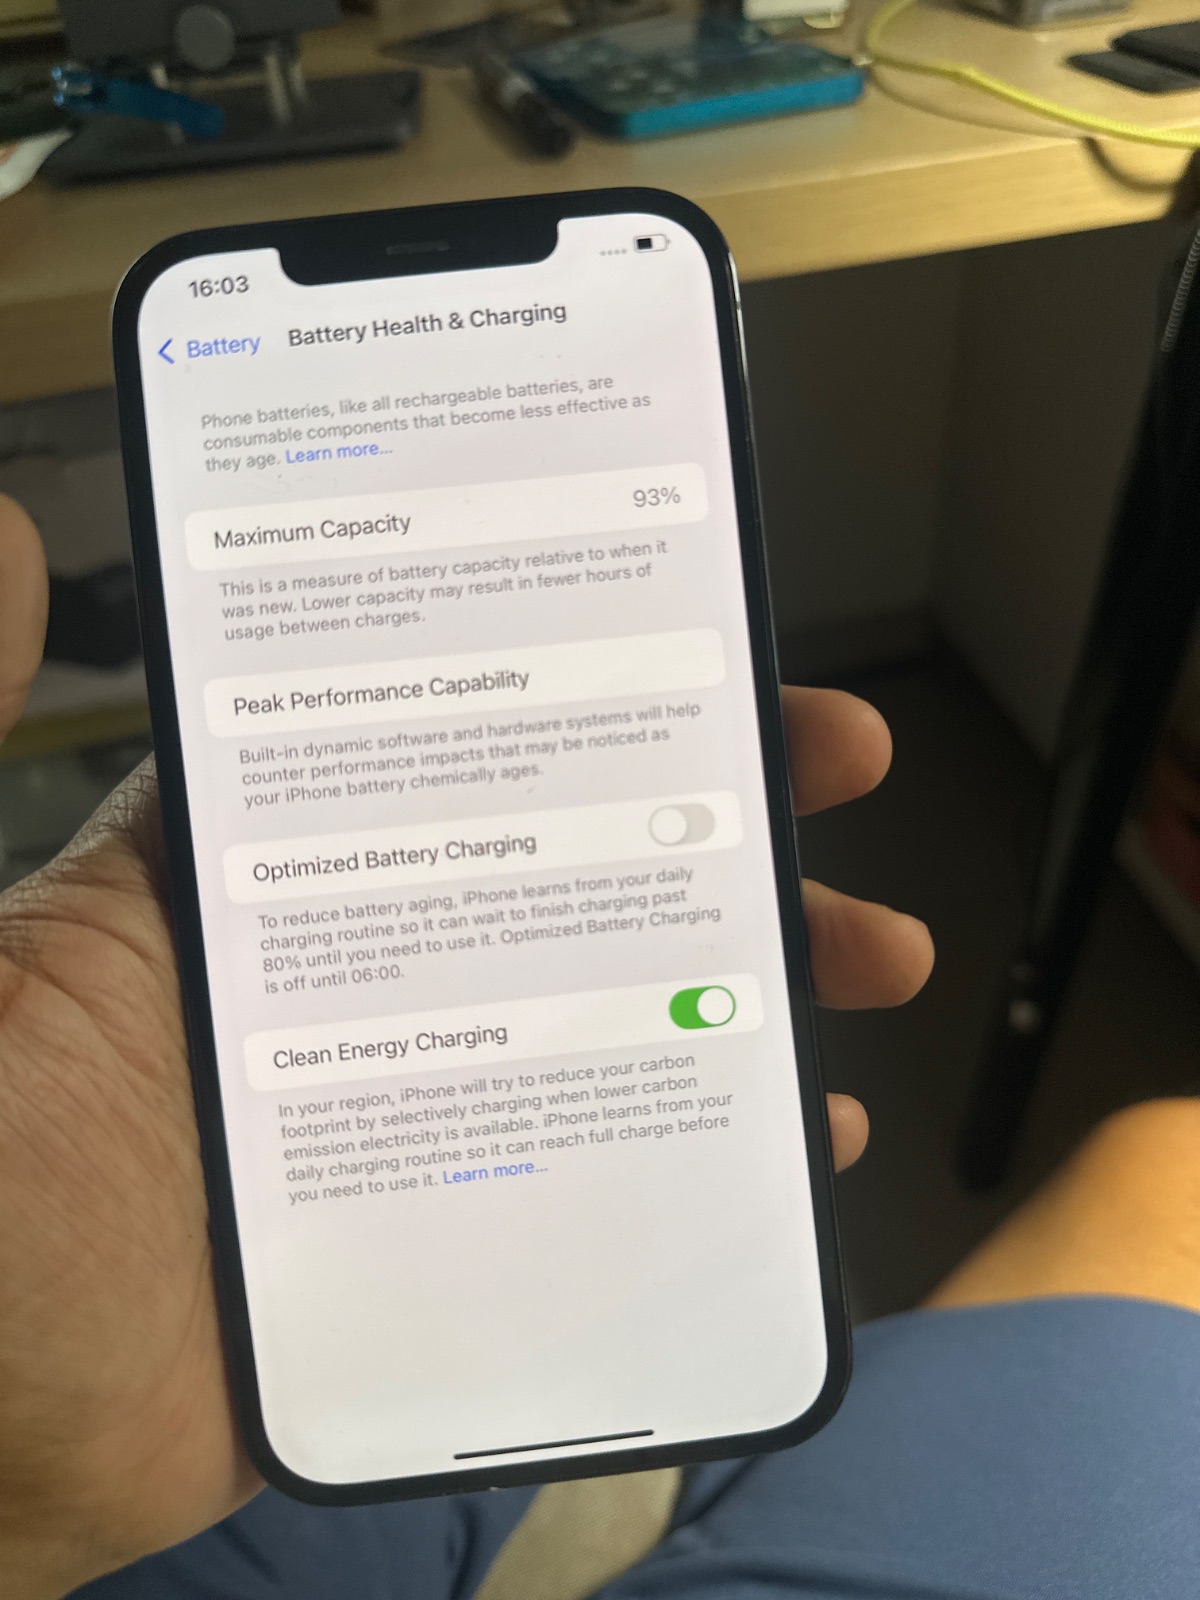 16:03
Battery
Battery Health & Charging
Phone batteries, like all rechargeable batteries, are
consumable components that become less effective as
they age. Learn more...
Maximum Capacity
93%
This is a measure of battery capacity relative to when it
was new. Lower capacity may result in fewer hours of
usage between charges.
Peak Performance Capability
Built-in dynamic software and hardware systems will help
counter performance impacts that may be noticed as
your iPhone battery chemically ages.
Optimized Battery Charging
To reduce battery aging, iPhone learns from your daily
charging routine so it can wait to finish charging past
80% until you need to use it. Optimized Battery Charging
is off until 06:00.
Clean Energy Charging
In your region, iPhone will try to reduce your carbon
footprint by selectively charging when lower carbon
emission electricity is available. iPhone learns from your
daily charging routine so it can reach full charge before
you need to use it. Learn more...